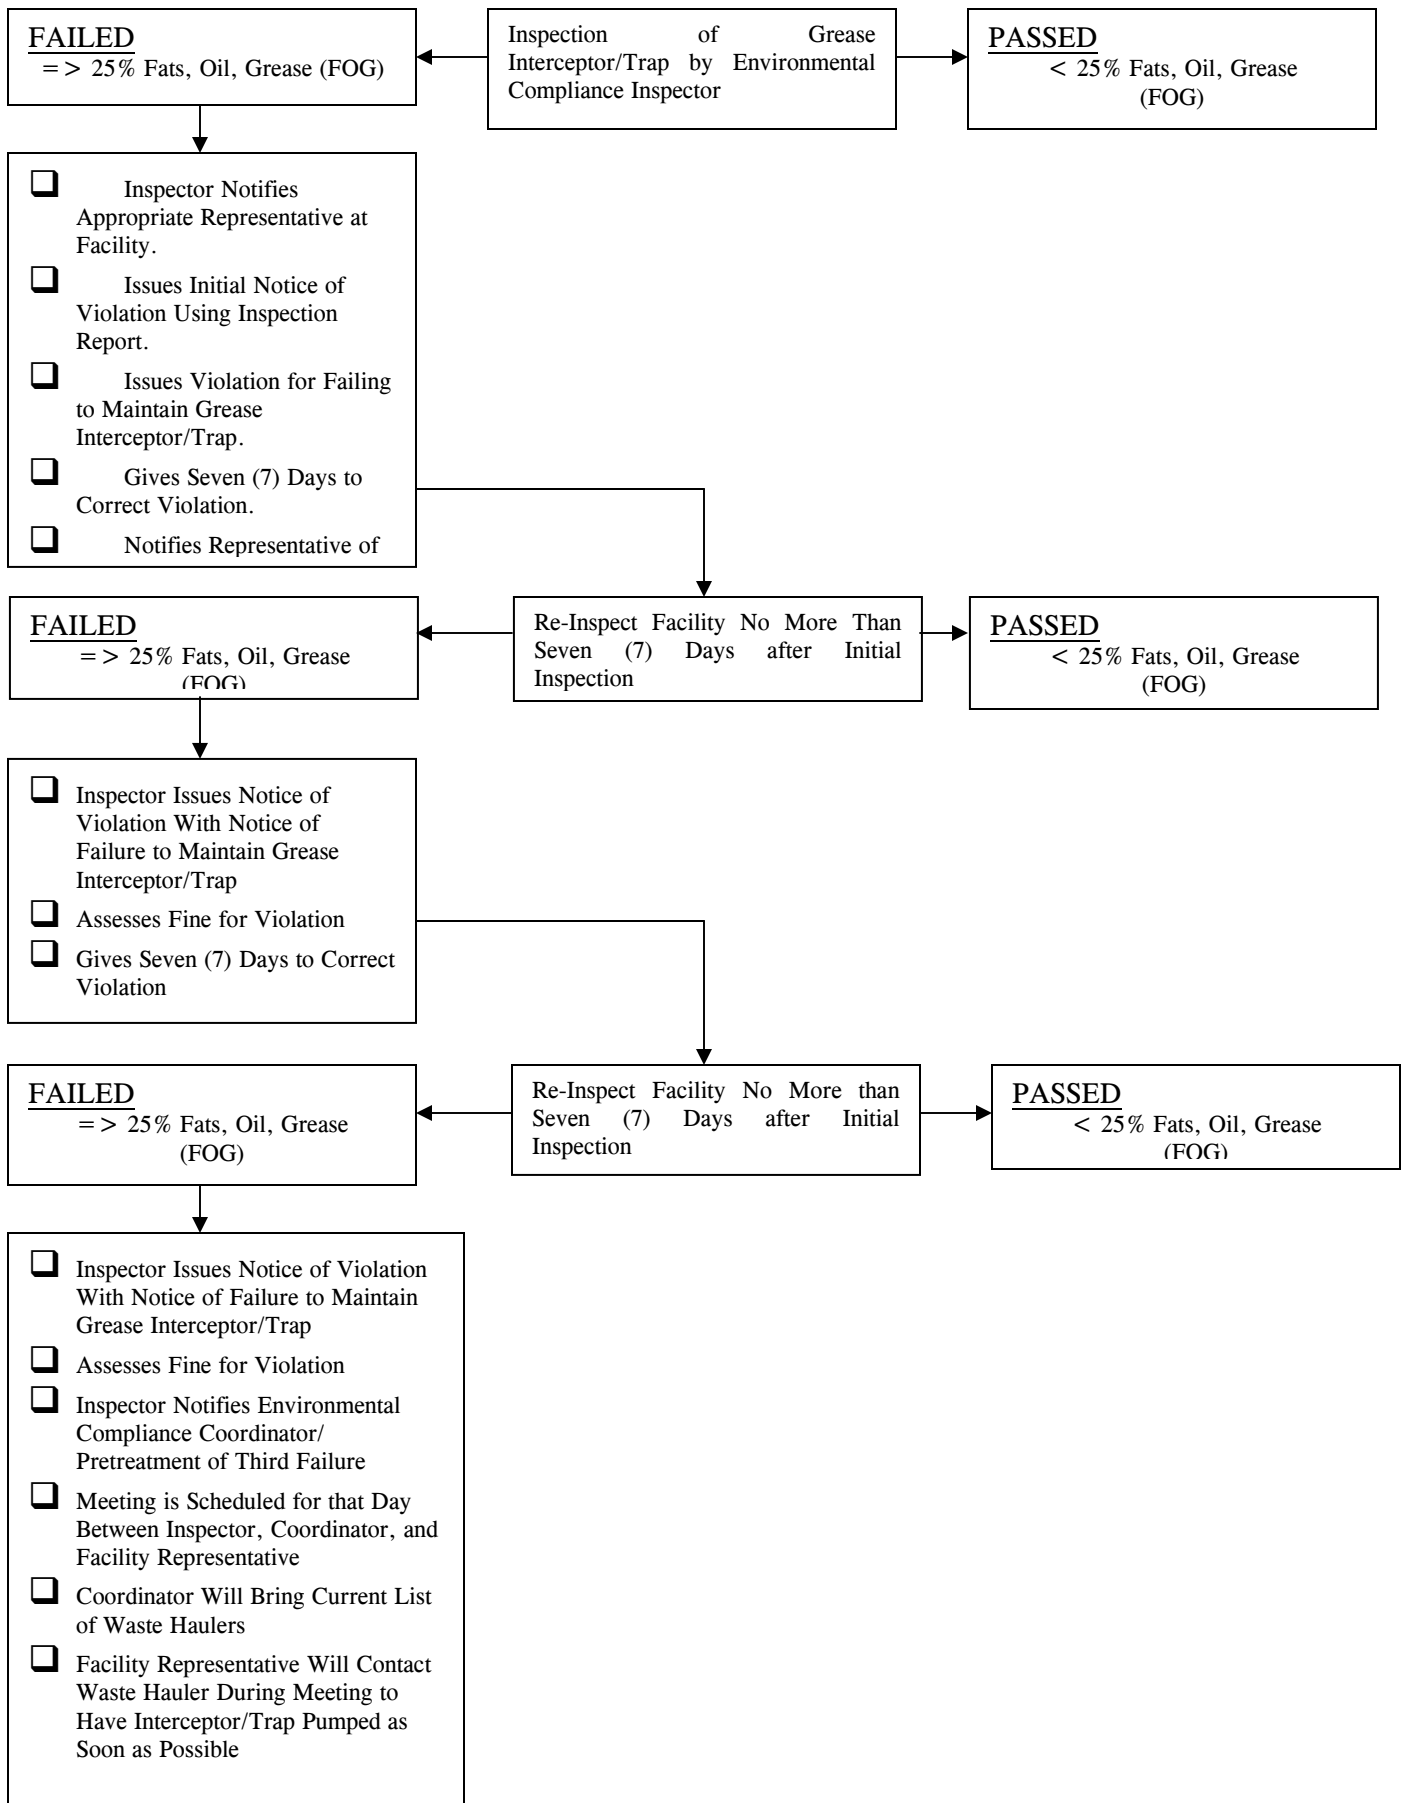 FAILED
= > 25% Fats, Oil, Grease (FOG)
Inspection of Grease
Interceptor/Trap by Environmental
Compliance Inspector
PASSED
< 25% Fats, Oil, Grease
(FOG)
Inspector Notifies
Appropriate Representative at
Facility.
Issues Initial Notice of
Violation Using Inspection
Report.
Issues Violation for Failing
to Maintain Grease
Interceptor/Trap.
Gives Seven (7) Days to
Correct Violation.
Notifies Representative of
FAILED
= > 25% Fats, Oil, Grease
(FOG)
Re-Inspect Facility No More Than
Seven (7) Days after Initial
Inspection
PASSED
< 25% Fats, Oil, Grease
(FOG)
Inspector Issues Notice of
Violation With Notice of
Failure to Maintain Grease
Interceptor/Trap
Assesses Fine for Violation
Gives Seven (7) Days to Correct
Violation
FAILED
= > 25% Fats, Oil, Grease
(FOG)
Re-Inspect Facility No More than
Seven (7) Days after Initial
Inspection
PASSED
< 25% Fats, Oil, Grease
(FOG)
Inspector Issues Notice of Violation
With Notice of Failure to Maintain
Grease Interceptor/Trap
Assesses Fine for Violation
Inspector Notifies Environmental
Compliance Coordinator/
Pretreatment of Third Failure
Meeting is Scheduled for that Day
Between Inspector, Coordinator, and
Facility Representative
Coordinator Will Bring Current List
of Waste Haulers
Facility Representative Will Contact
Waste Hauler During Meeting to
Have Interceptor/Trap Pumped as
Soon as Possible